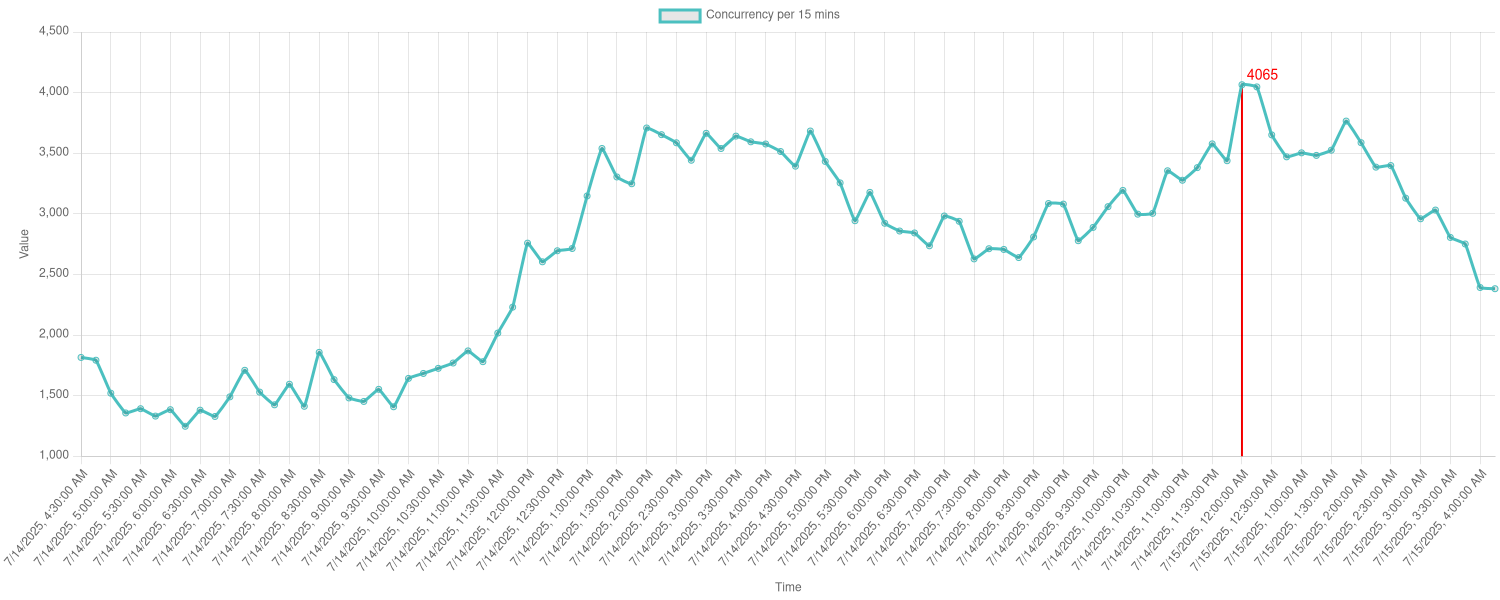 Concurrency per 15 mins
4,500
4,000
3,500
3,000
2,500
2,000
1,500
1,000
Value
4065
7/14/2025, 4:30:00 AM
7/14/2025, 5:00:00 AM
7/14/2025, 5:30:00 AM
7/14/2025, 6:00:00 AM
7/14/2025, 6:30:00 AM
7/14/2025, 7:00:00 AM
7/14/2025, 7:30:00 AM
7/14/2025, 8:00:00 AM
7/14/2025, 8:30:00 AM
7/14/2025, 9:00:00 AM
7/14/2025, 9:30:00 AM
7/14/2025, 10:00:00 AM
7/14/2025, 10:30:00 AM
7/14/2025, 11:00:00 AM
7/14/2025, 11:30:00 AM
7/14/2025, 12:00:00 PM
7/14/2025, 12:30:00 PM
7/14/2025, 1:00:00 PM
7/14/2025, 1:30:00 PM
7/14/2025, 2:00:00 PM
7/14/2025, 2:30:00 PM
7/14/2025, 3:00:00 PM
7/14/2025, 3:30:00 PM
7/14/2025, 4:00:00 PM
7/14/2025, 4:30:00 PM
7/14/2025, 5:00:00 PM
7/14/2025, 5:30:00 PM
7/14/2025, 6:00:00 PM
7/14/2025, 6:30:00 PM
7/14/2025, 7:00:00 PM
7/14/2025, 7:30:00 PM
7/14/2025, 8:00:00 PM
7/14/2025, 8:30:00 PM
7/14/2025, 9:00:00 PM
7/14/2025, 9:30:00 PM
7/14/2025, 10:00:00 PM
7/14/2025, 10:30:00 PM
7/14/2025, 11:00:00 PM
7/14/2025, 11:30:00 PM
7/15/2025, 12:00:00 AM
7/15/2025, 12:30:00 AM
7/15/2025, 1:00:00 AM
7/15/2025, 1:30:00 AM
7/15/2025, 2:00:00 AM
7/15/2025, 2:30:00 AM
7/15/2025, 3:00:00 AM
7/15/2025, 3:30:00 AM
7/15/2025, 4:00:00 AM
Time